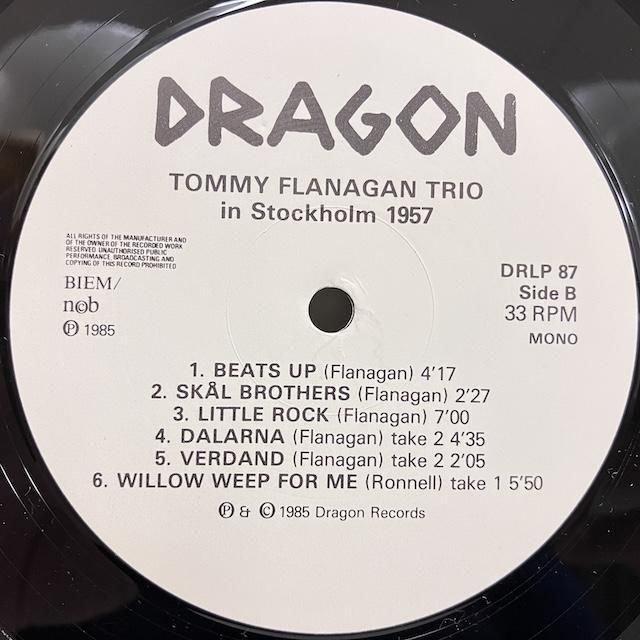 DRAGON
TOMMY FLANAGAN TRIO
in Stockholm 1957
ALL RIGHTS OF THE MANUFACTURER AND
OF THE OWNER OF THE RECORDED WORK
RESERVED UNAUTHORISED PUBLIC
PERFORMANCE BROADCASTING AND
COPYING OF THIS RECORD PROHIBITED
BIEM/
n©b
℗ 1985
DRLP 87
Side B
33 RPM
MONO
1. BEATS UP (Flanagan) 4'17
2. SKÅL BROTHERS (Flanagan) 2'27
3. LITTLE ROCK (Flanagan) 7'00
4. DALARNA (Flanagan) take 2 4'35
5. VERDAND (Flanagan) take 2 2'05
6. WILLOW WEEP FOR ME (Ronnell) take 1 5'50
℗ & © 1985 Dragon Records